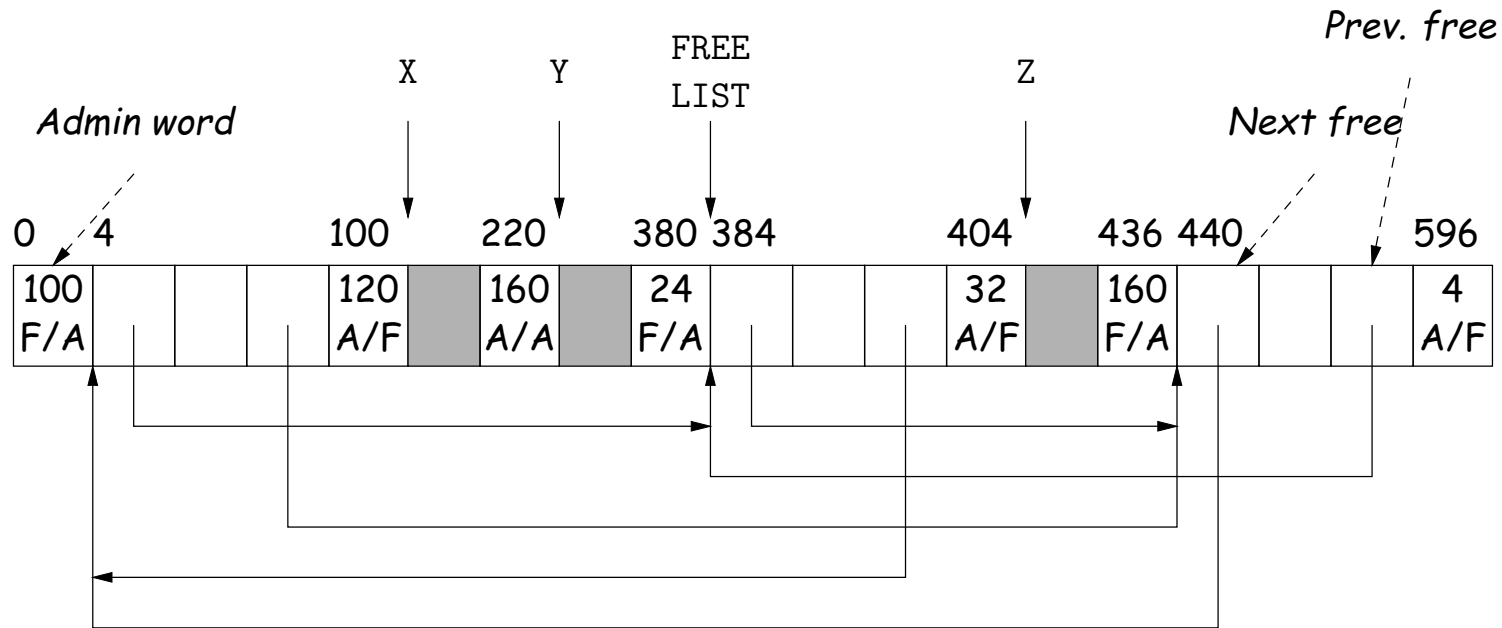 Prev. free
FREE
X Y LIST Z
Admin word Next free
0 4 100 220 380 384 404 436 440 596
100 120 160 24 32 160 4
F/A A/F A/A F/A A/F F/A A/F